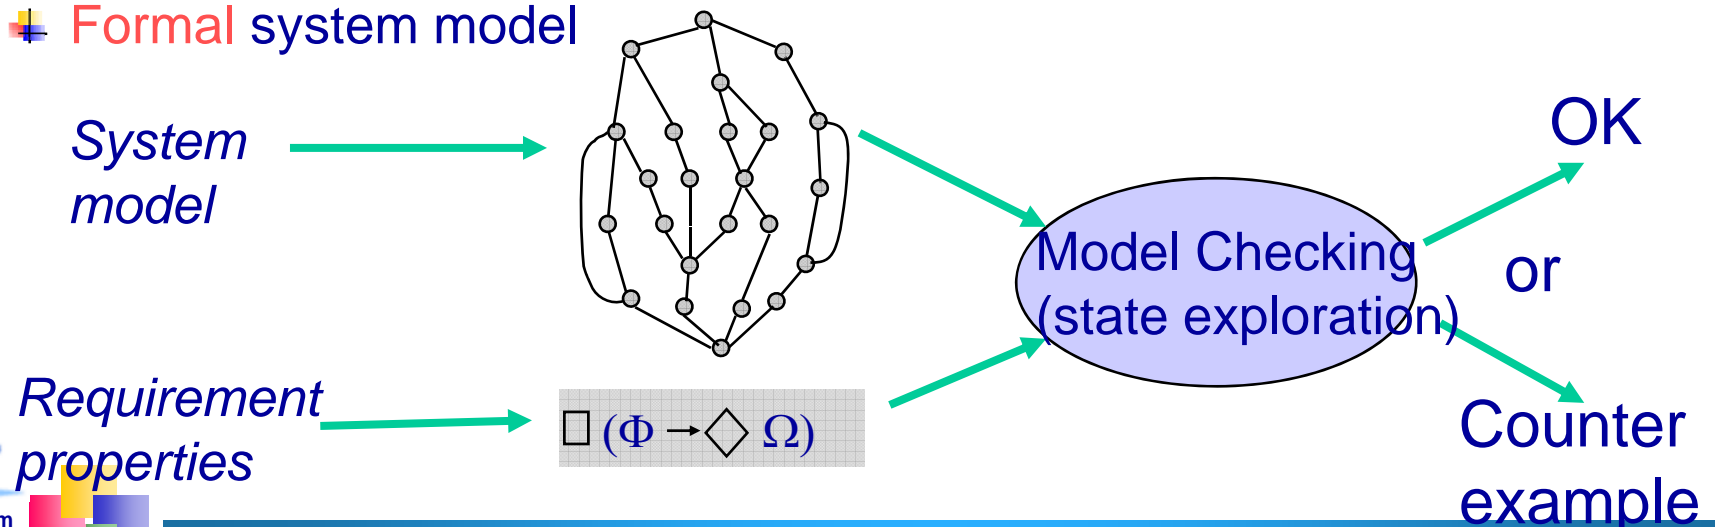 Formal system model
System
model
OK
Model Checking
(state exploration)
or
Requirement
properties
□ (Φ → ◇ Ω)
Counter
example
m